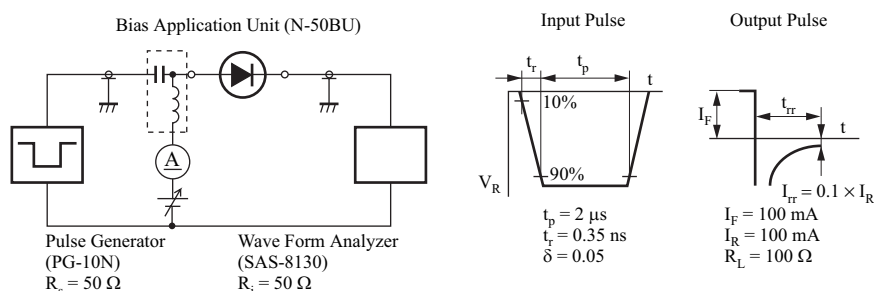 Bias Application Unit (N-50BU)
A
Pulse Generator
(PG-10N)
R_s = 50 Ω
Wave Form Analyzer
(SAS-8130)
R_i = 50 Ω
Input Pulse
t_r
t_p
t
10%
90%
V_R
t_p = 2 μs
t_r = 0.35 ns
δ = 0.05
Output Pulse
I_F
t_rr
t
I_rr = 0.1 × I_R
I_F = 100 mA
I_R = 100 mA
R_L = 100 Ω